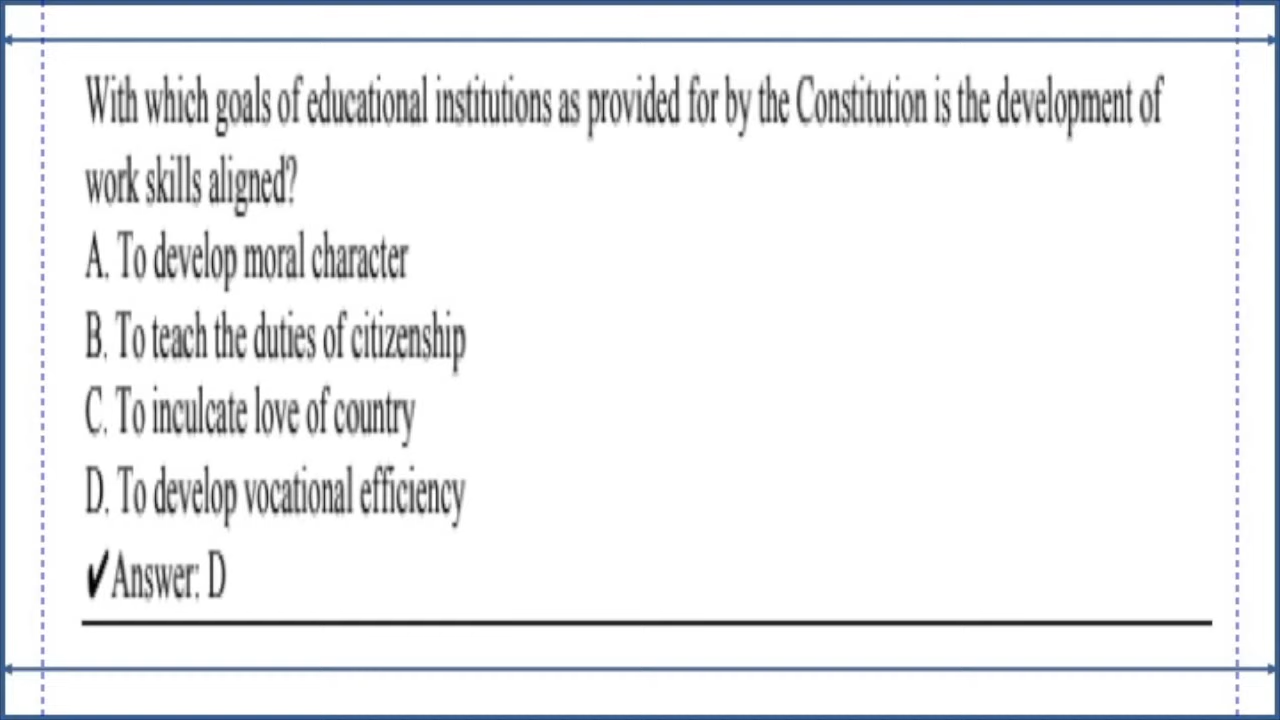 With which goals of educational institutions as provided for by the Constitution is the development of
work skills aligned?
A. To develop moral character
B. To teach the duties of citizenship
C. To inculcate love of country
D. To develop vocational efficiency
✔Answer: D